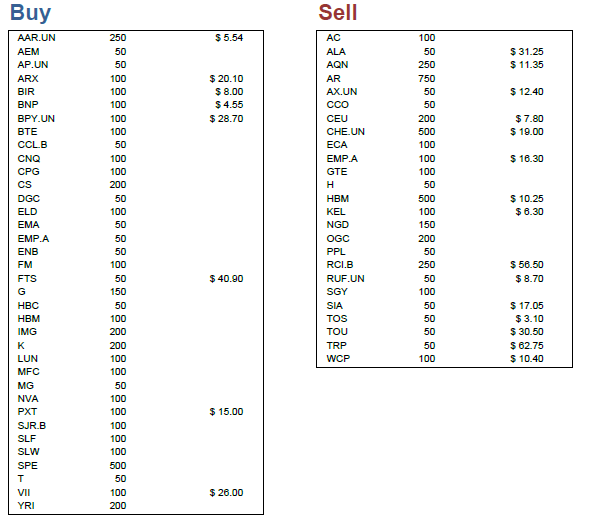 Buy
AAR.UN 250 $ 5.54
AEM 50
AP.UN 50
ARX 100 $ 20.10
BIR 100 $ 8.00
BNP 100 $ 4.55
BPY.UN 100 $ 28.70
BTE 100
CCL.B 50
CNQ 100
CPG 100
CS 200
DGC 50
ELD 100
EMA 50
EMP.A 50
ENB 50
FM 100
FTS 50 $ 40.90
G 150
HBC 50
HBM 100
IMG 200
K 200
LUN 100
MFC 100
MG 50
NVA 100
PXT 100 $ 15.00
SJR.B 100
SLF 100
SLW 100
SPE 500
T 50
VII 100 $ 26.00
YRI 200
Sell
AC 100
ALA 50 $ 31.25
AQN 250 $ 11.35
AR 750
AX.UN 50 $ 12.40
CCO 50
CEU 200 $ 7.80
CHE.UN 500 $ 19.00
ECA 100
EMP.A 100 $ 16.30
GTE 100
H 50
HBM 500 $ 10.25
KEL 100 $ 6.30
NGD 150
OGC 200
PPL 50
RCI.B 250 $ 56.50
RUF.UN 50 $ 8.70
SGY 100
SIA 50 $ 17.05
TOS 50 $ 3.10
TOU 50 $ 30.50
TRP 50 $ 62.75
WCP 100 $ 10.40